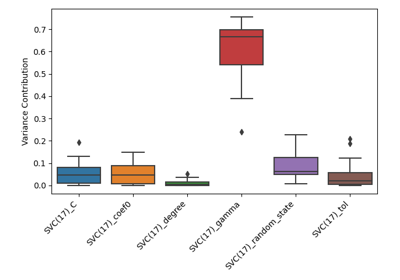 0.7
0.6
0.5
0.4
0.3
0.2
0.1
0.0
Variance Contribution
SVC(17)_C
SVC(17)_coef0
SVC(17)_degree
SVC(17)_gamma
SVC(17)_random_state
SVC(17)_tol